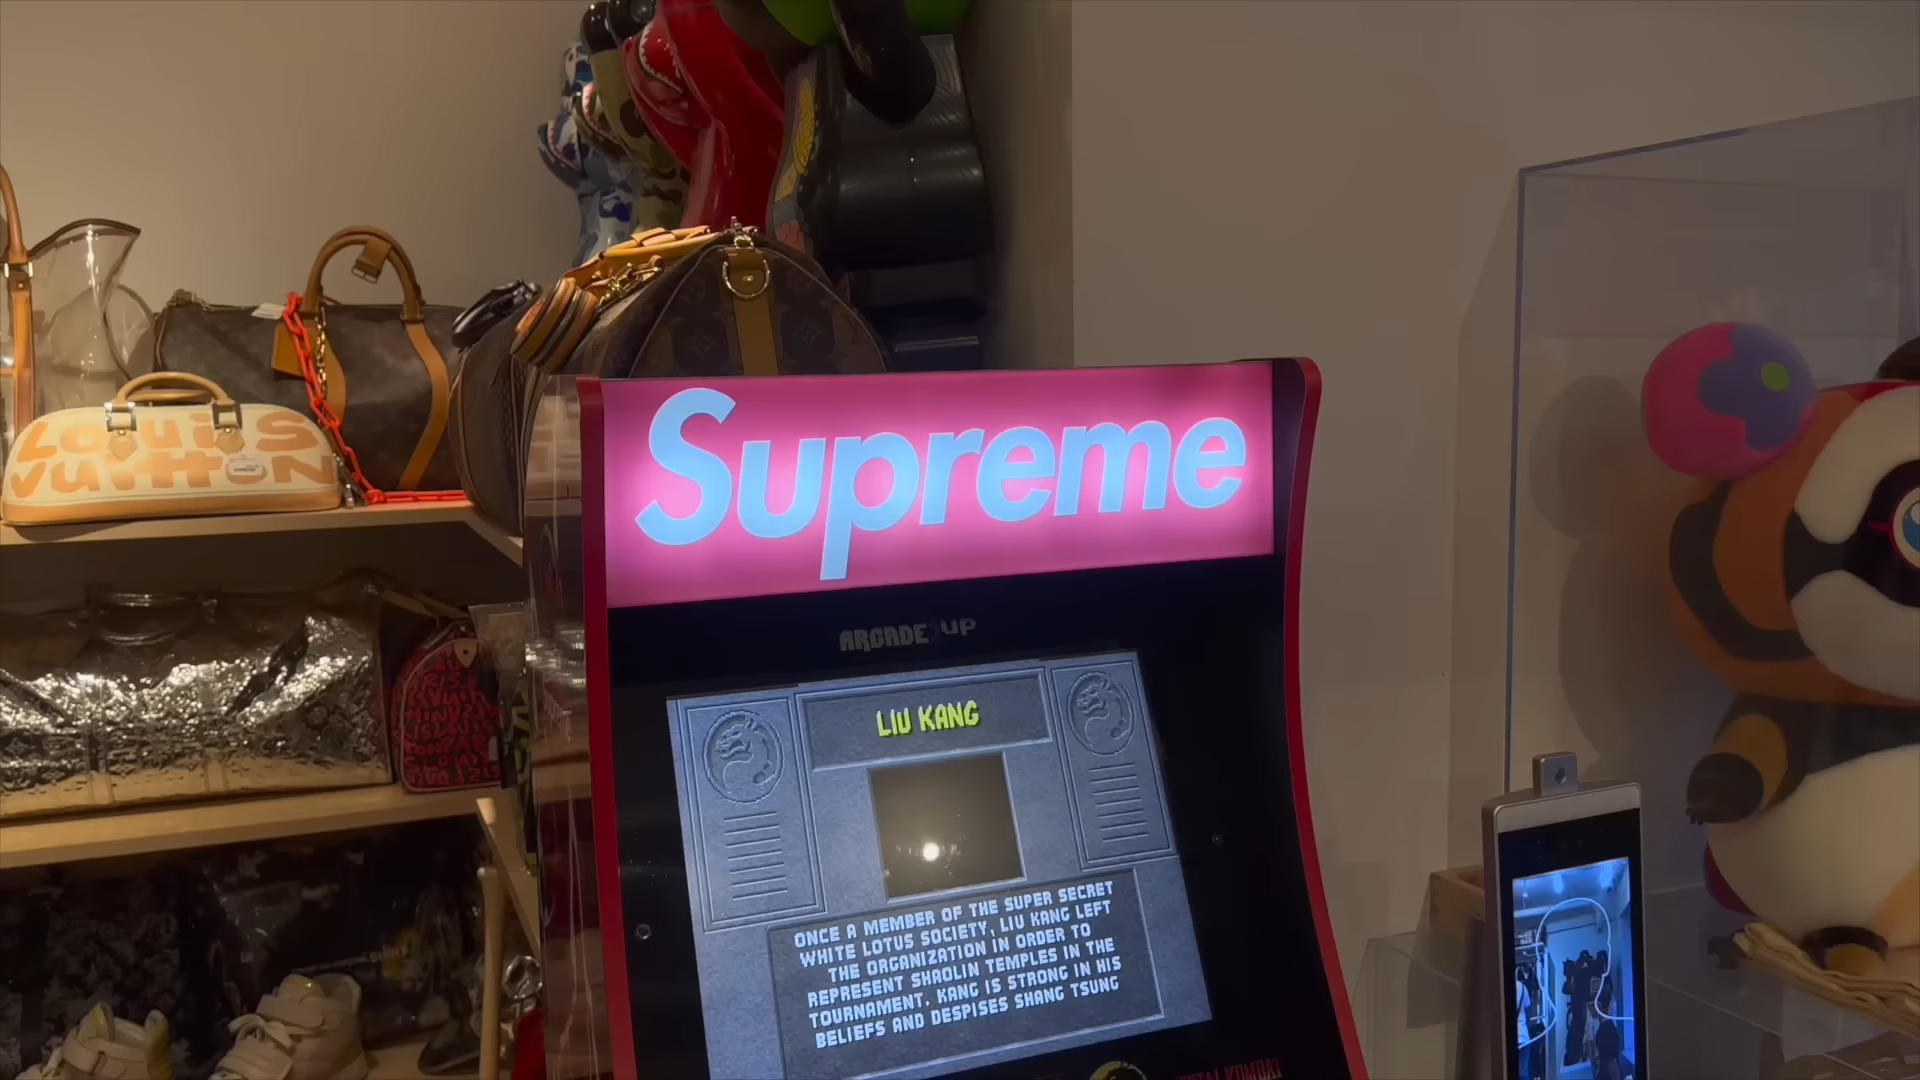 Louis
Vuitton
Supreme
ARCADE1UP
LIU KANG
ONCE A MEMBER OF THE SUPER SECRET
WHITE LOTUS SOCIETY, LIU KANG LEFT
THE ORGANIZATION IN ORDER TO
REPRESENT SHAOLIN TEMPLES IN THE
TOURNAMENT. KANG IS STRONG IN HIS
BELIEFS AND DESPISES SHANG TSUNG
MORTAL KOMBAT